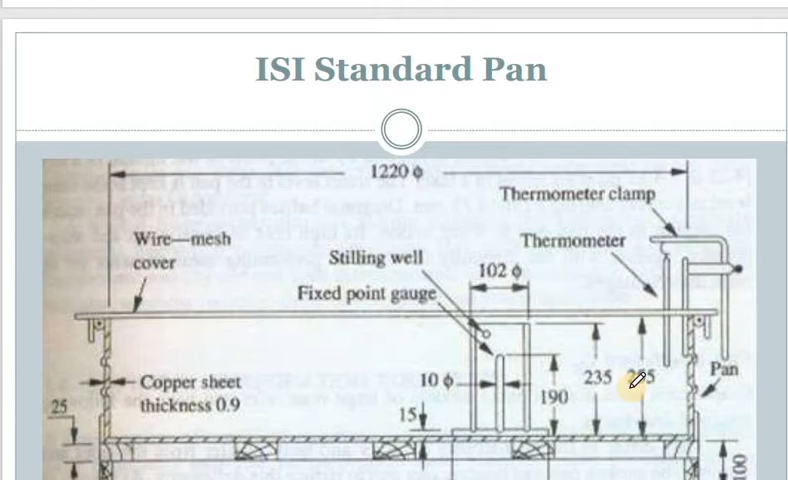 ISI Standard Pan
1220 ϕ
Thermometer clamp
Wire—mesh
cover
Stilling well
Thermometer
102 ϕ
Fixed point gauge
Pan
Copper sheet
thickness 0.9
10 ϕ
235
190
25
15
100